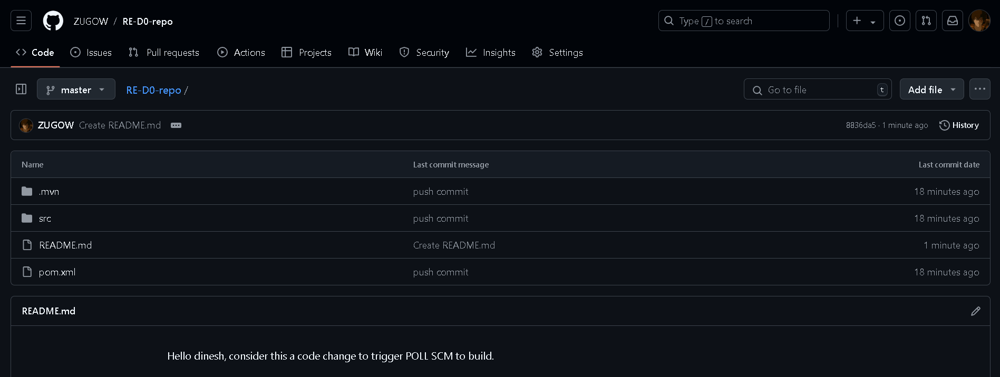 ZUGOW / RE-D0-repo
Type / to search
Code Issues Pull requests Actions Projects Wiki Security Insights Settings
master RE-D0-repo / Go to file t Add file
ZUGOW Create README.md 8836da5 · 1 minute ago History
Name Last commit message Last commit date
.mvn push commit 18 minutes ago
src push commit 18 minutes ago
README.md Create README.md 1 minute ago
pom.xml push commit 18 minutes ago
README.md
Hello dinesh, consider this a code change to trigger POLL SCM to build.